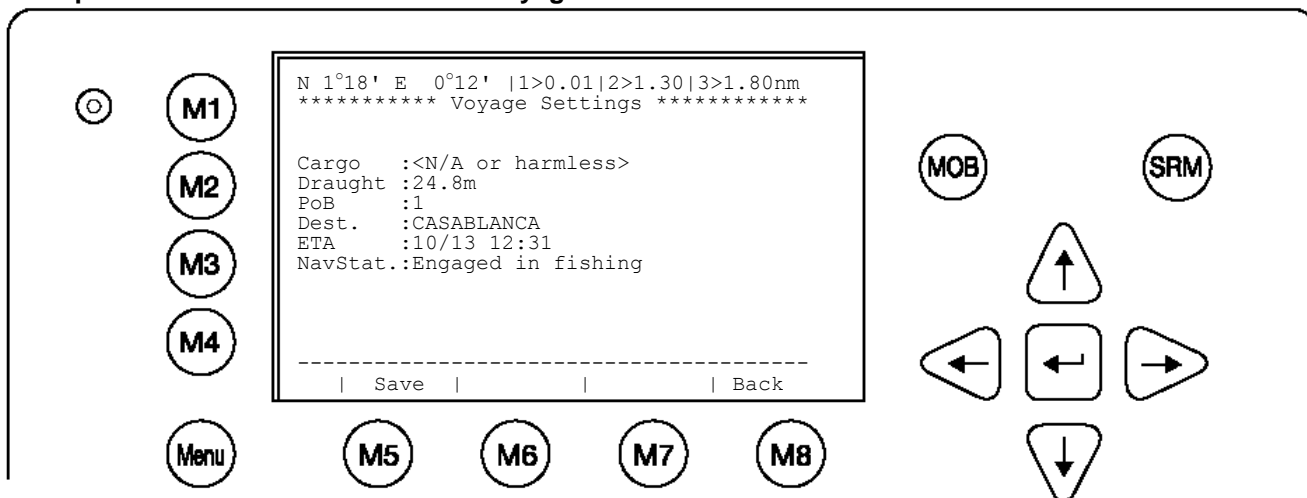 N 1°18' E  0°12' |1>0.01|2>1.30|3>1.80nm
*********** Voyage Settings ************
Cargo   :<N/A or harmless>
Draught :24.8m
PoB     :1
Dest.   :CASABLANCA
ETA     :10/13 12:31
NavStat.:Engaged in fishing
----------------------------------------
| Save  |         |         | Back
M1
M2
M3
M4
Menu
M5
M6
M7
M8
MOB
SRM